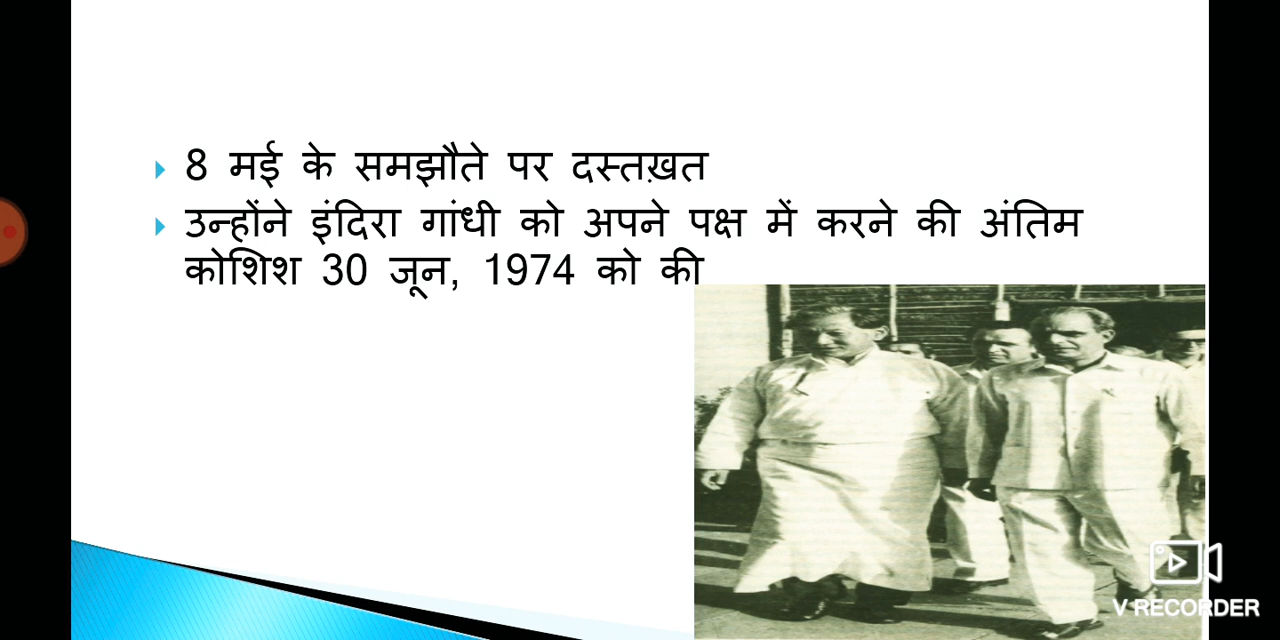 8 मई के समझौते पर दस्तख़त
उन्होंने इंदिरा गांधी को अपने पक्ष में करने की अंतिम
कोशिश 30 जून, 1974 को की
V RECORDER